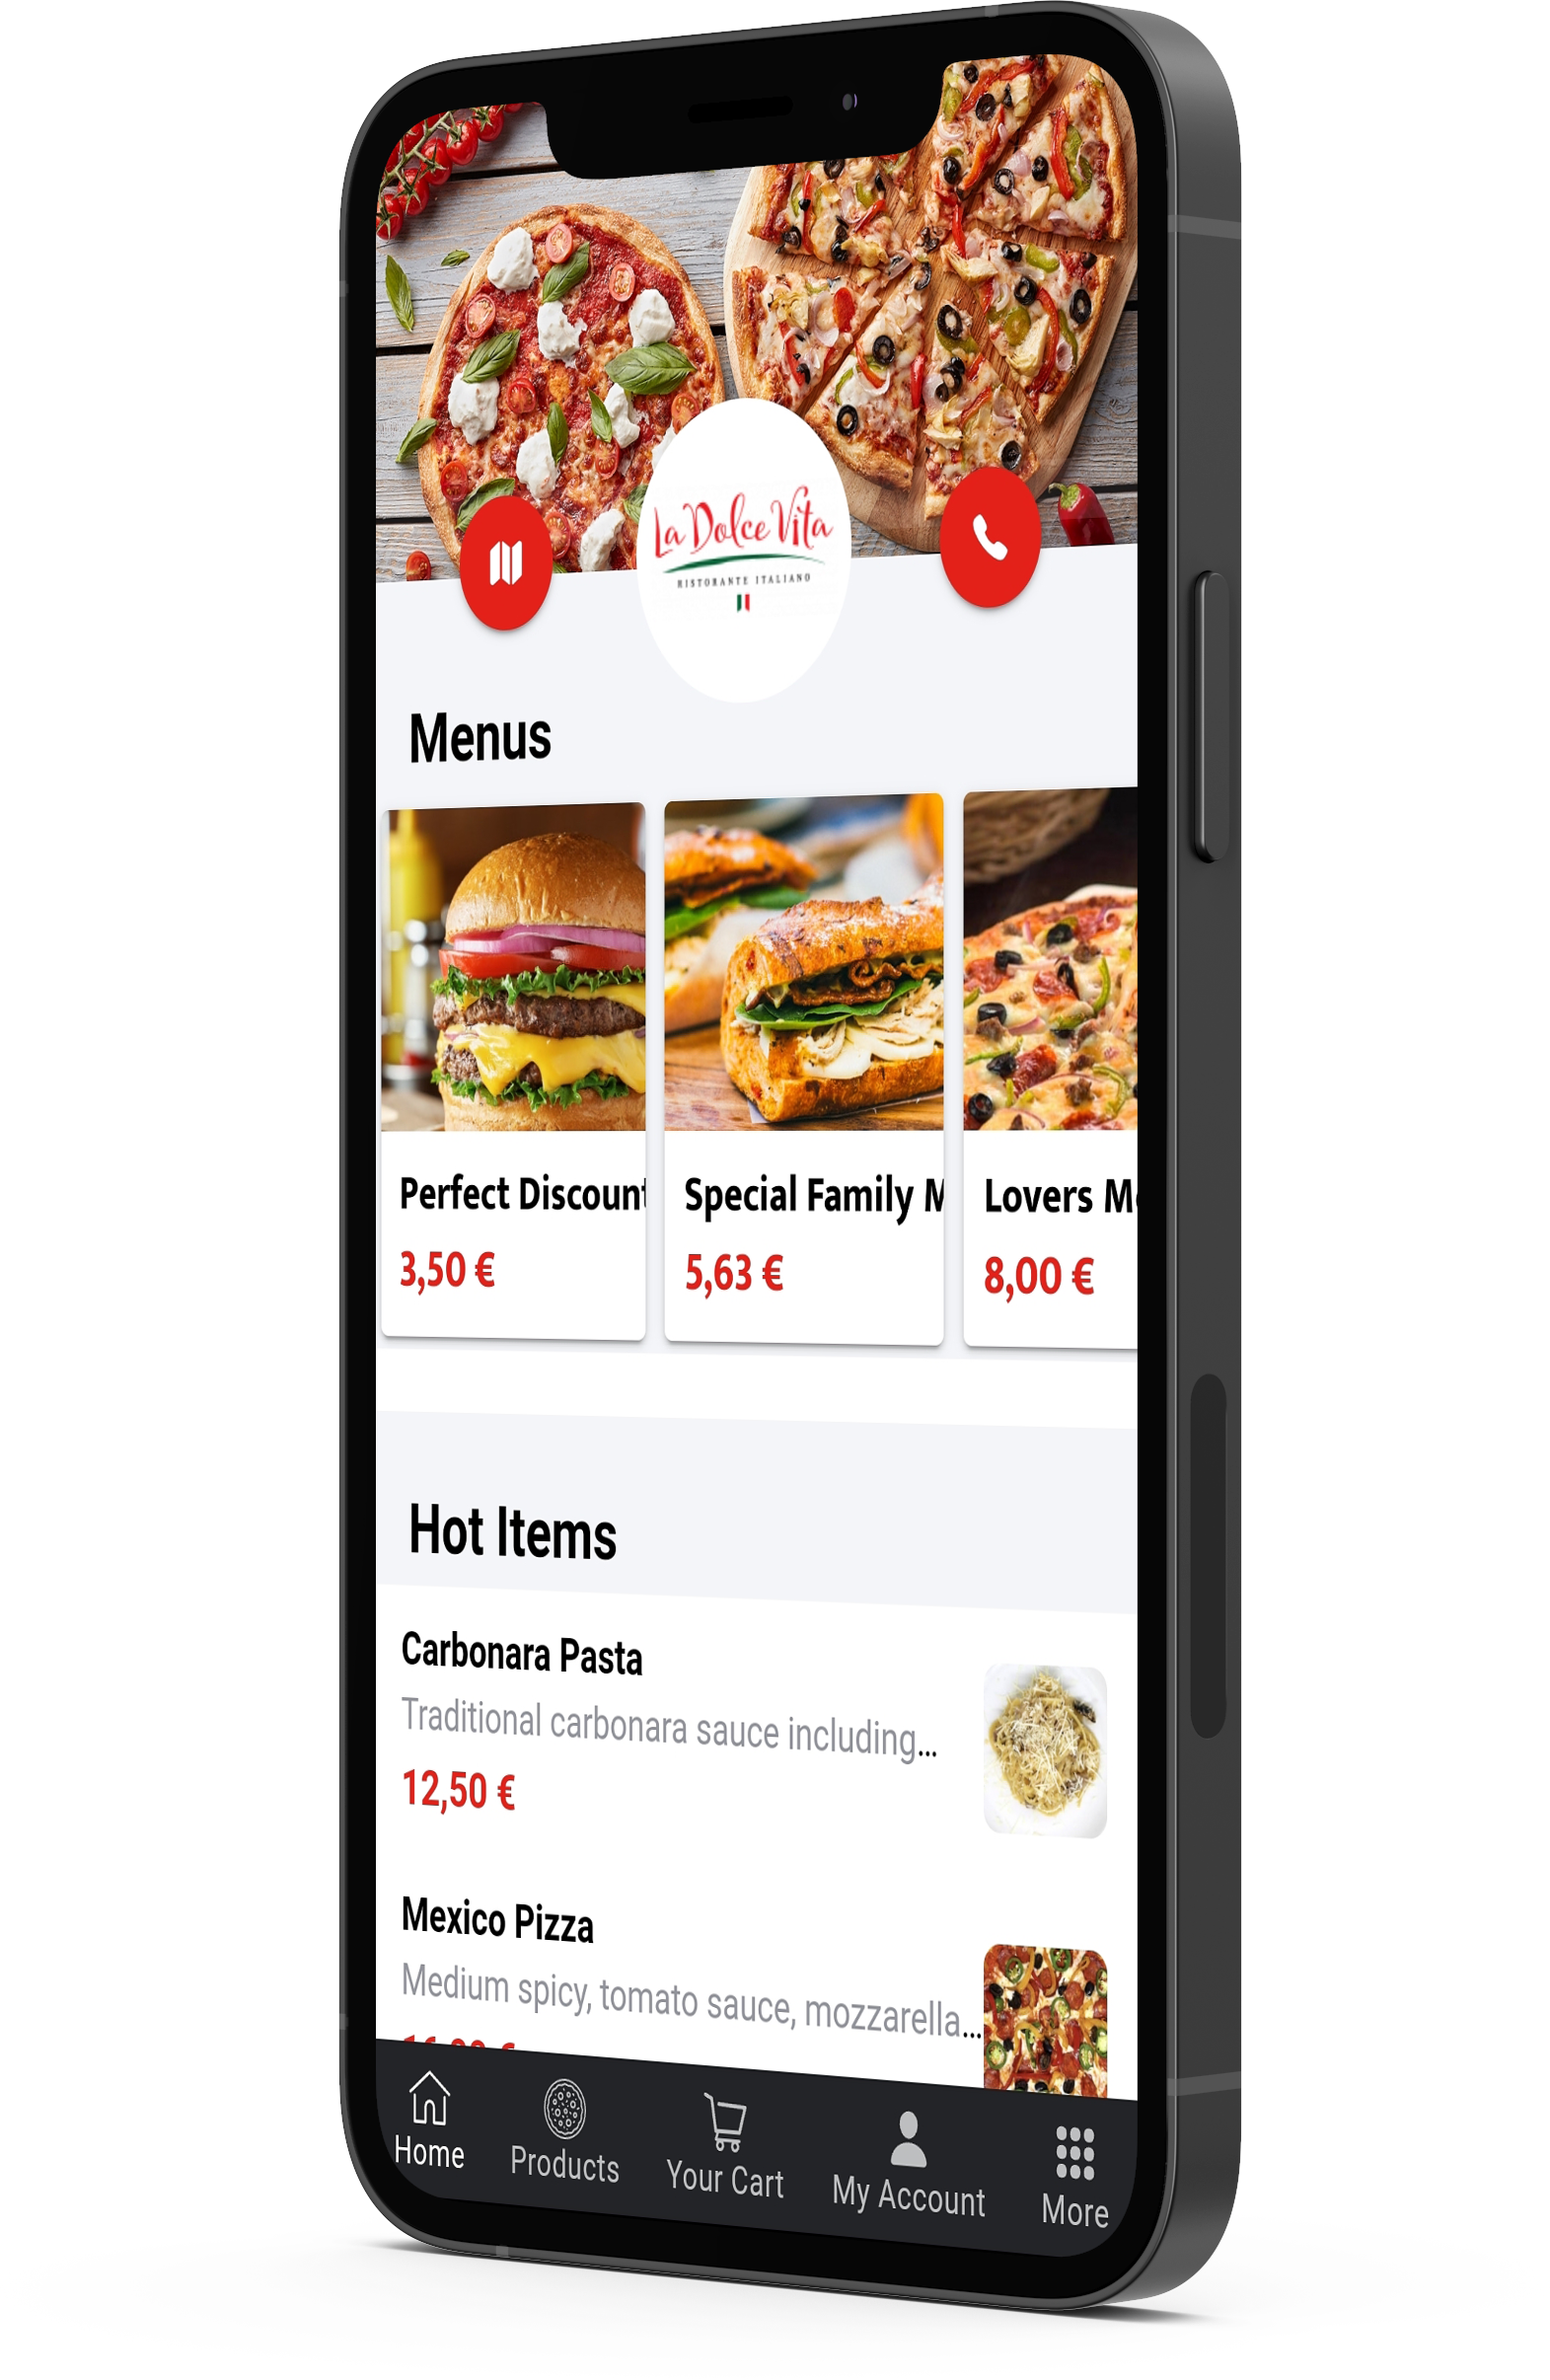 La Dolce Vita
RISTORANTE ITALIANO
Menus
Perfect Discount
Special Family M
Lovers Me
3,50 €
5,63 €
8,00 €
Hot Items
Carbonara Pasta
Traditional carbonara sauce including...
12,50 €
Mexico Pizza
Medium spicy, tomato sauce, mozzarella...
Home
Products
Your Cart
My Account
More